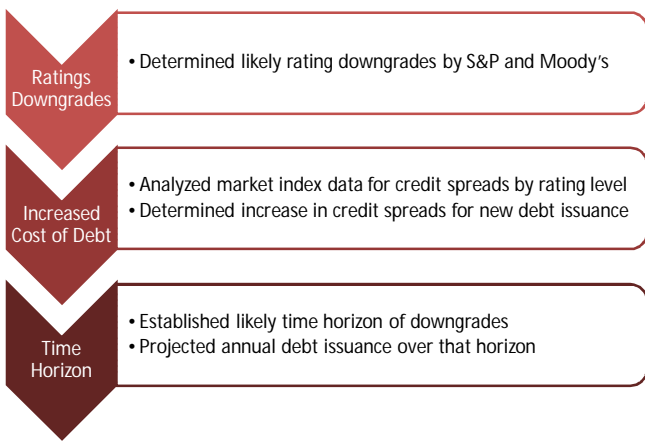 Ratings
Downgrades
• Determined likely rating downgrades by S&P and Moody's
Increased
Cost of Debt
• Analyzed market index data for credit spreads by rating level
• Determined increase in credit spreads for new debt issuance
Time
Horizon
• Established likely time horizon of downgrades
• Projected annual debt issuance over that horizon